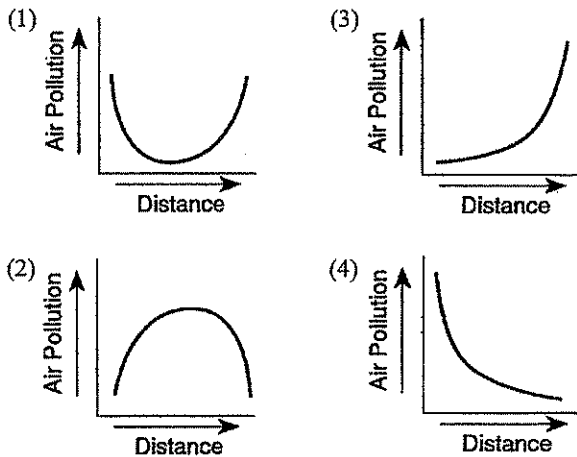 (1)
Air Pollution
Distance
(2)
Air Pollution
Distance
(3)
Air Pollution
Distance
(4)
Air Pollution
Distance